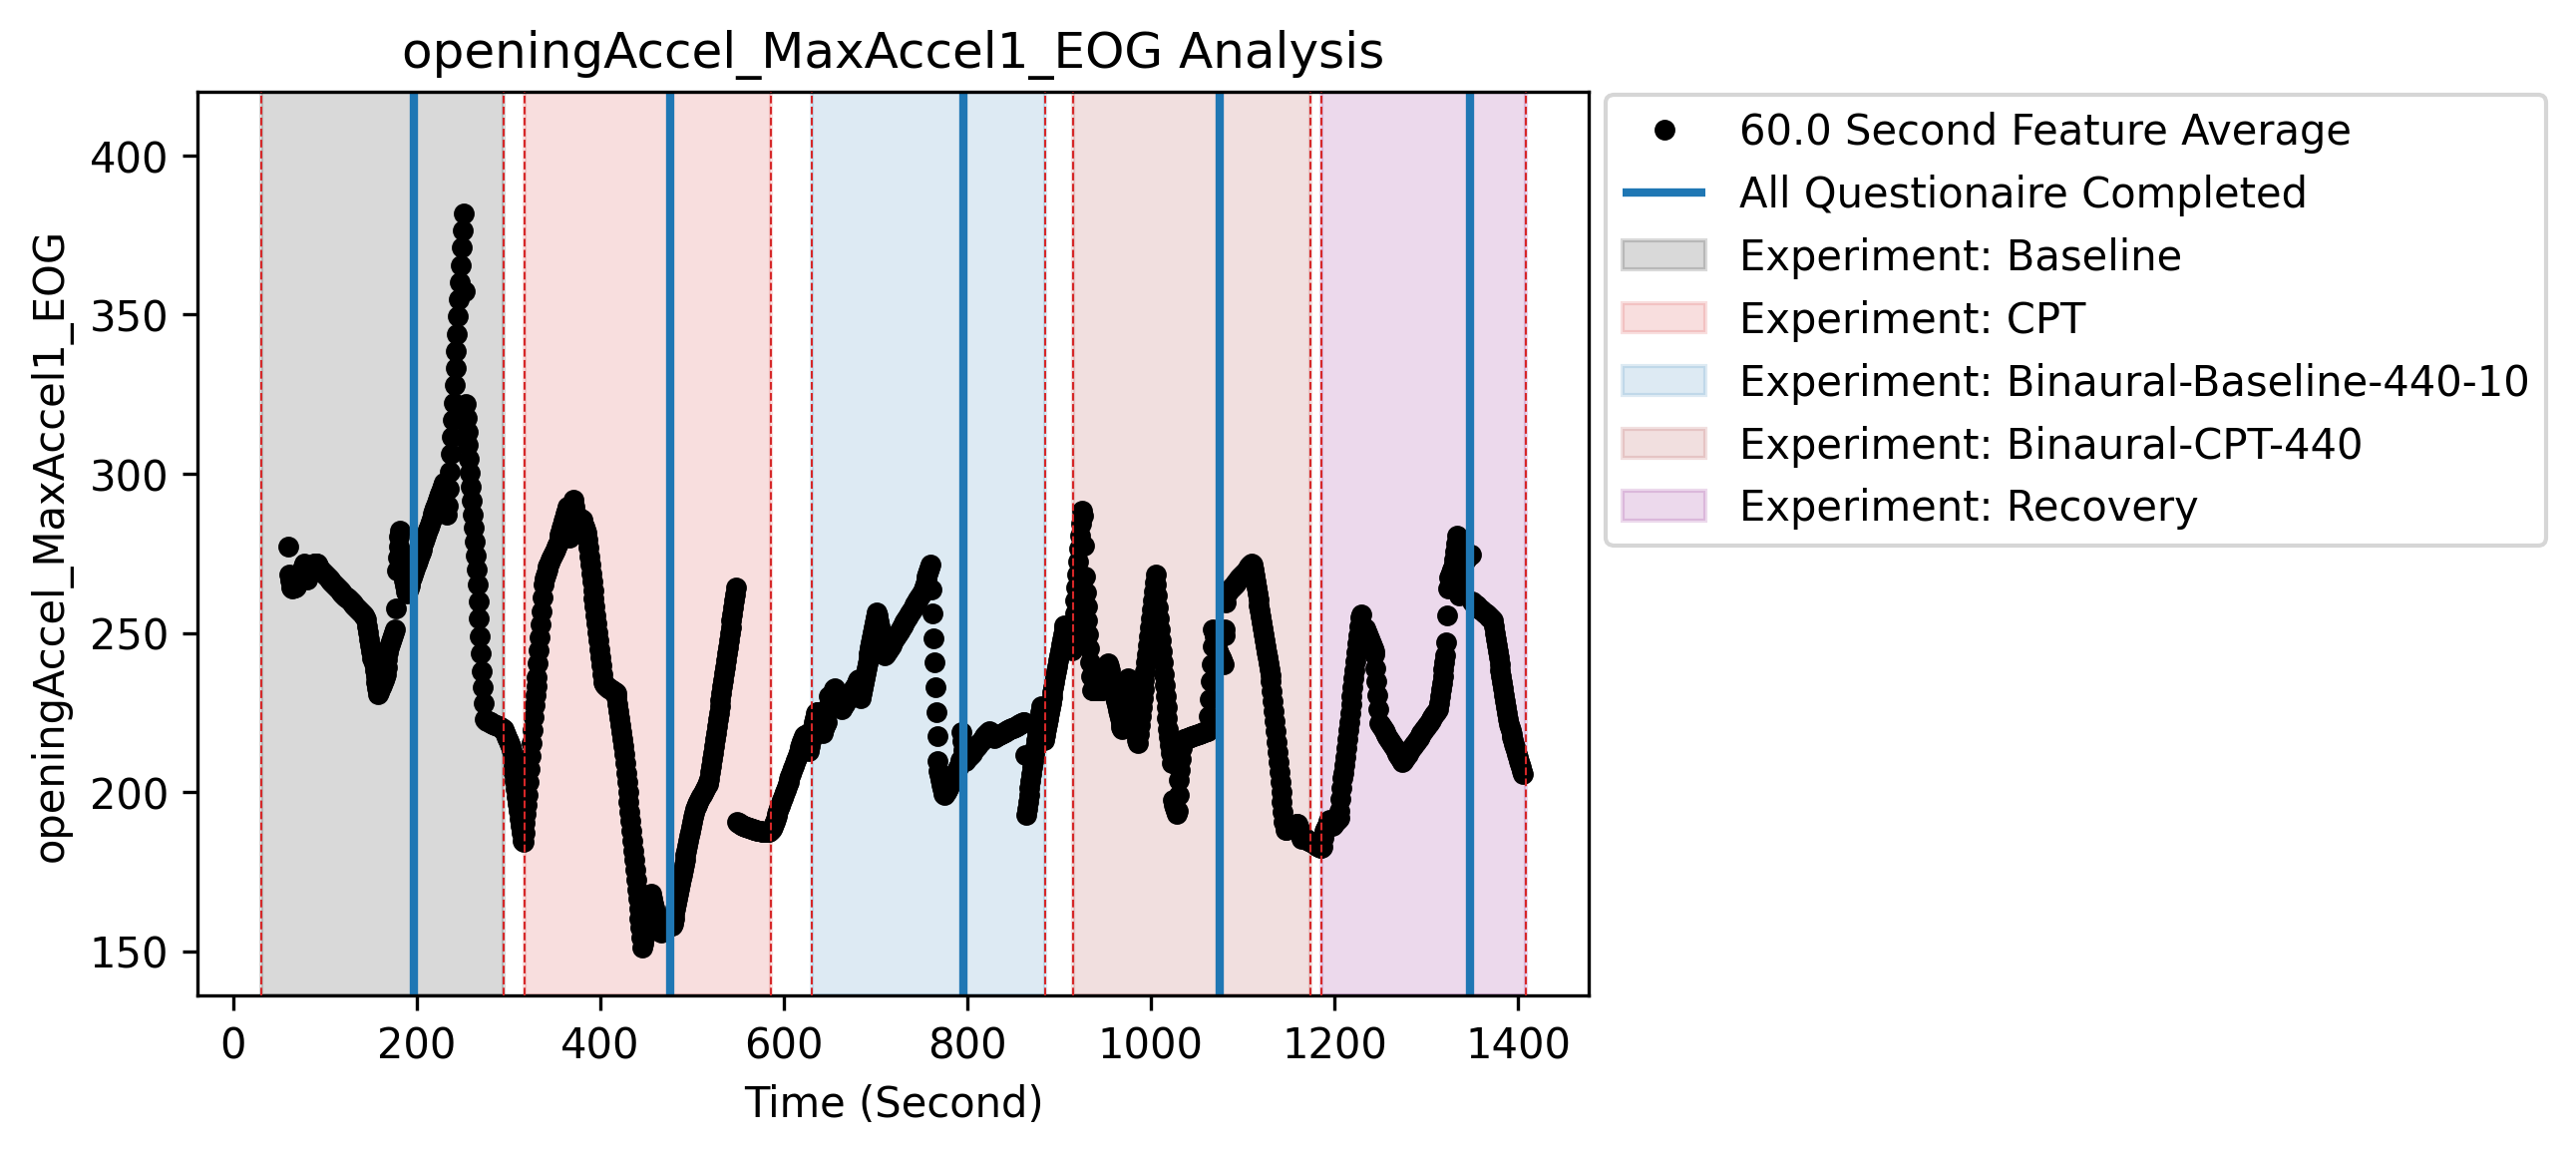 openingAccel_MaxAccel1_EOG Analysis
openingAccel_MaxAccel1_EOG
400
350
300
250
200
150
0 200 400 600 800 1000 1200 1400
Time (Second)
60.0 Second Feature Average
All Questionaire Completed
Experiment: Baseline
Experiment: CPT
Experiment: Binaural-Baseline-440-10
Experiment: Binaural-CPT-440
Experiment: Recovery